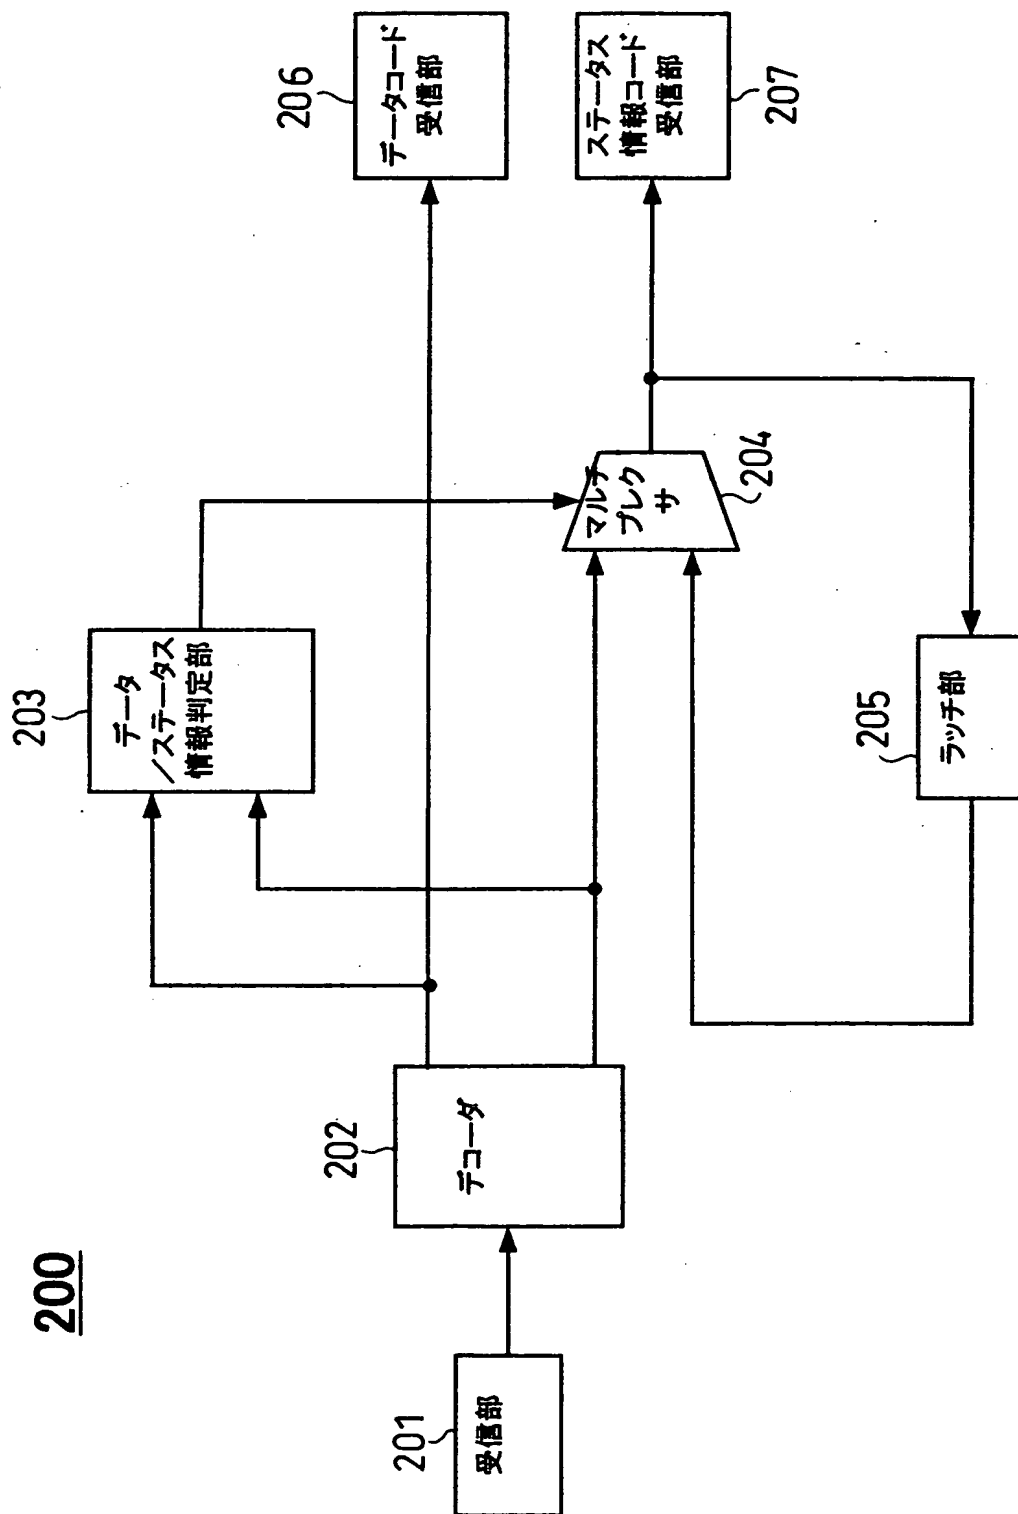 200
201
受信部
202
デコーダ
203
データ
/ステータス
情報判定部
マルチ
プレク
サ
204
205
ラッチ部
206
データコード
受信部
ステータス
情報コード
受信部
207